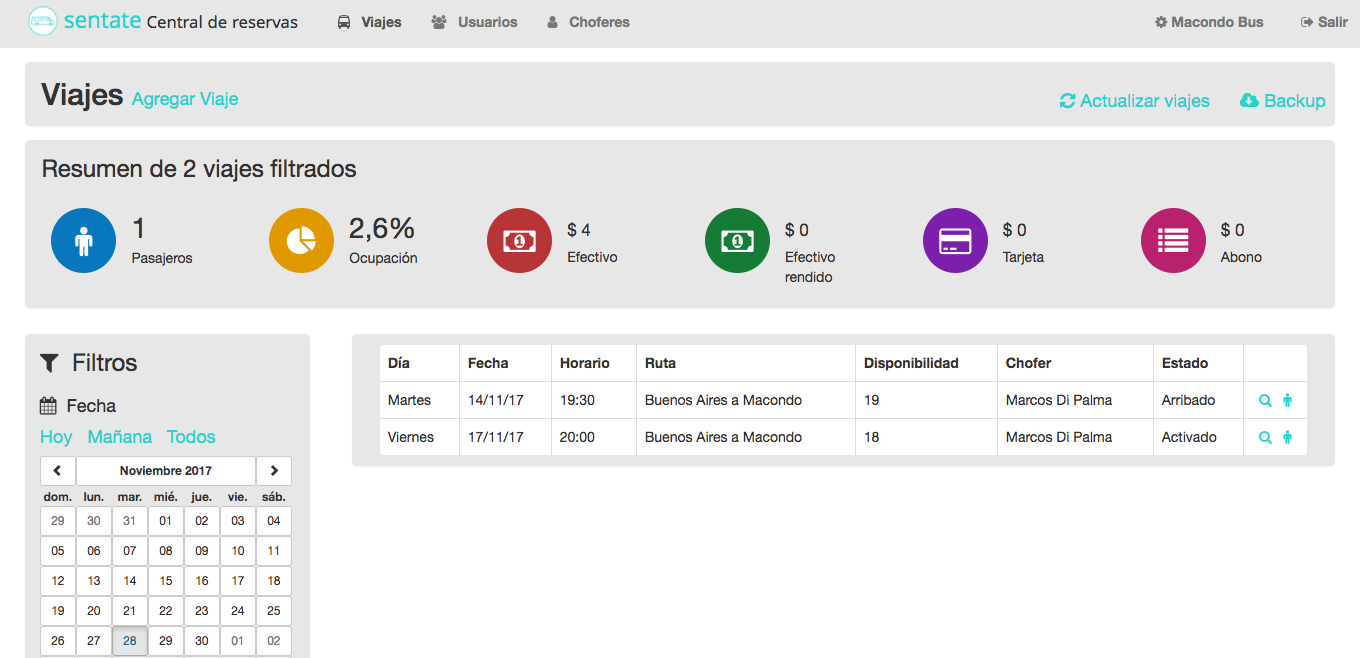 sentate Central de reservas Viajes Usuarios Choferes Macondo Bus Salir
Viajes Agregar Viaje Actualizar viajes Backup
Resumen de 2 viajes filtrados
1
Pasajeros
2,6%
Ocupación
$ 4
Efectivo
$ 0
Efectivo
rendido
$ 0
Tarjeta
$ 0
Abono
Filtros
Fecha
Hoy Mañana Todos
Noviembre 2017
dom. lun. mar. mié. jue. vie. sáb.
29 30 31 01 02 03 04
05 06 07 08 09 10 11
12 13 14 15 16 17 18
19 20 21 22 23 24 25
26 27 28 29 30 01 02
Día Fecha Horario Ruta Disponibilidad Chofer Estado
Martes 14/11/17 19:30 Buenos Aires a Macondo 19 Marcos Di Palma Arribado
Viernes 17/11/17 20:00 Buenos Aires a Macondo 18 Marcos Di Palma Activado